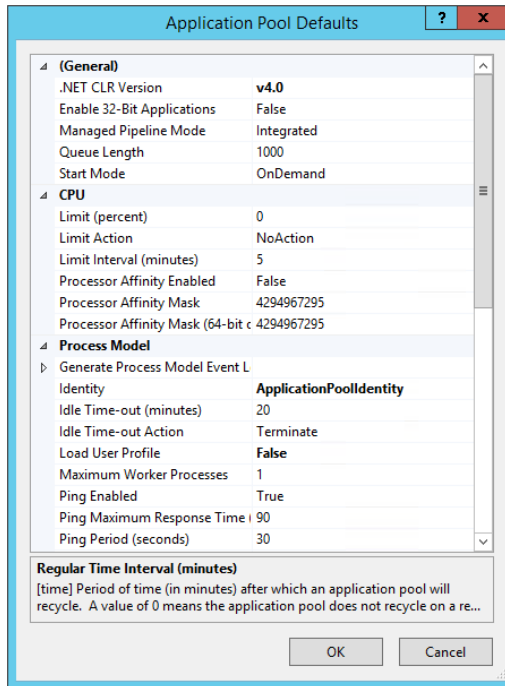 Application Pool Defaults
? x
(General)
.NET CLR Version v4.0
Enable 32-Bit Applications False
Managed Pipeline Mode Integrated
Queue Length 1000
Start Mode OnDemand
CPU
Limit (percent) 0
Limit Action NoAction
Limit Interval (minutes) 5
Processor Affinity Enabled False
Processor Affinity Mask 4294967295
Processor Affinity Mask (64-bit c 4294967295
Process Model
Generate Process Model Event L
Identity ApplicationPoolIdentity
Idle Time-out (minutes) 20
Idle Time-out Action Terminate
Load User Profile False
Maximum Worker Processes 1
Ping Enabled True
Ping Maximum Response Time ( 90
Ping Period (seconds) 30
Regular Time Interval (minutes)
[time] Period of time (in minutes) after which an application pool will
recycle. A value of 0 means the application pool does not recycle on a re...
OK Cancel